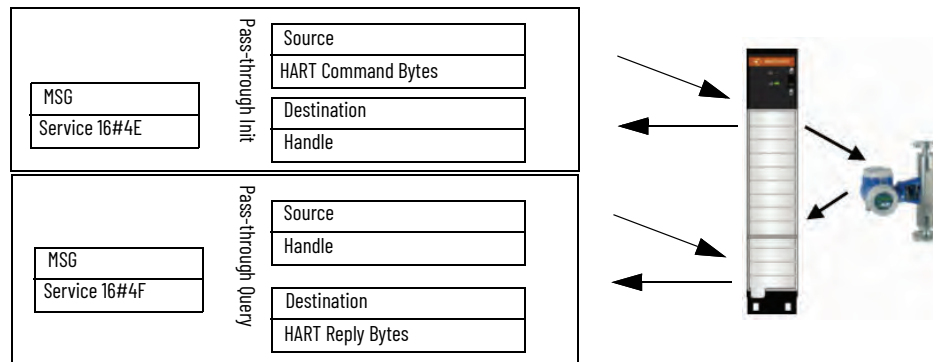 MSG
Service 16#4E
Pass-through Init
Source
HART Command Bytes
Destination
Handle
MSG
Service 16#4F
Pass-through Query
Source
Handle
Destination
HART Reply Bytes